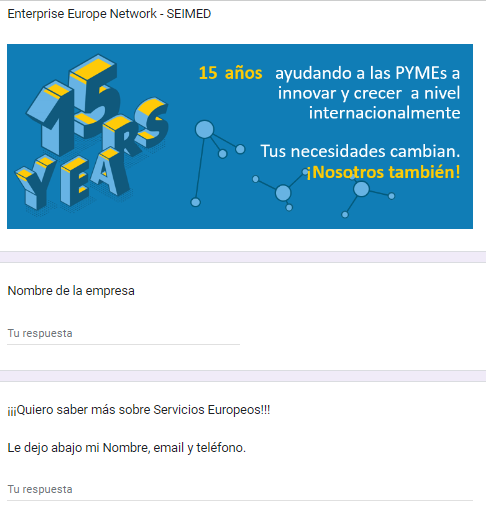 Enterprise Europe Network - SEIMED
15 YEARS
15 años ayudando a las PYMEs a
innovar y crecer a nivel
internacionalmente
Tus necesidades cambian.
¡Nosotros también!
Nombre de la empresa
Tu respuesta
¡¡¡Quiero saber más sobre Servicios Europeos!!!
Le dejo abajo mi Nombre, email y teléfono.
Tu respuesta